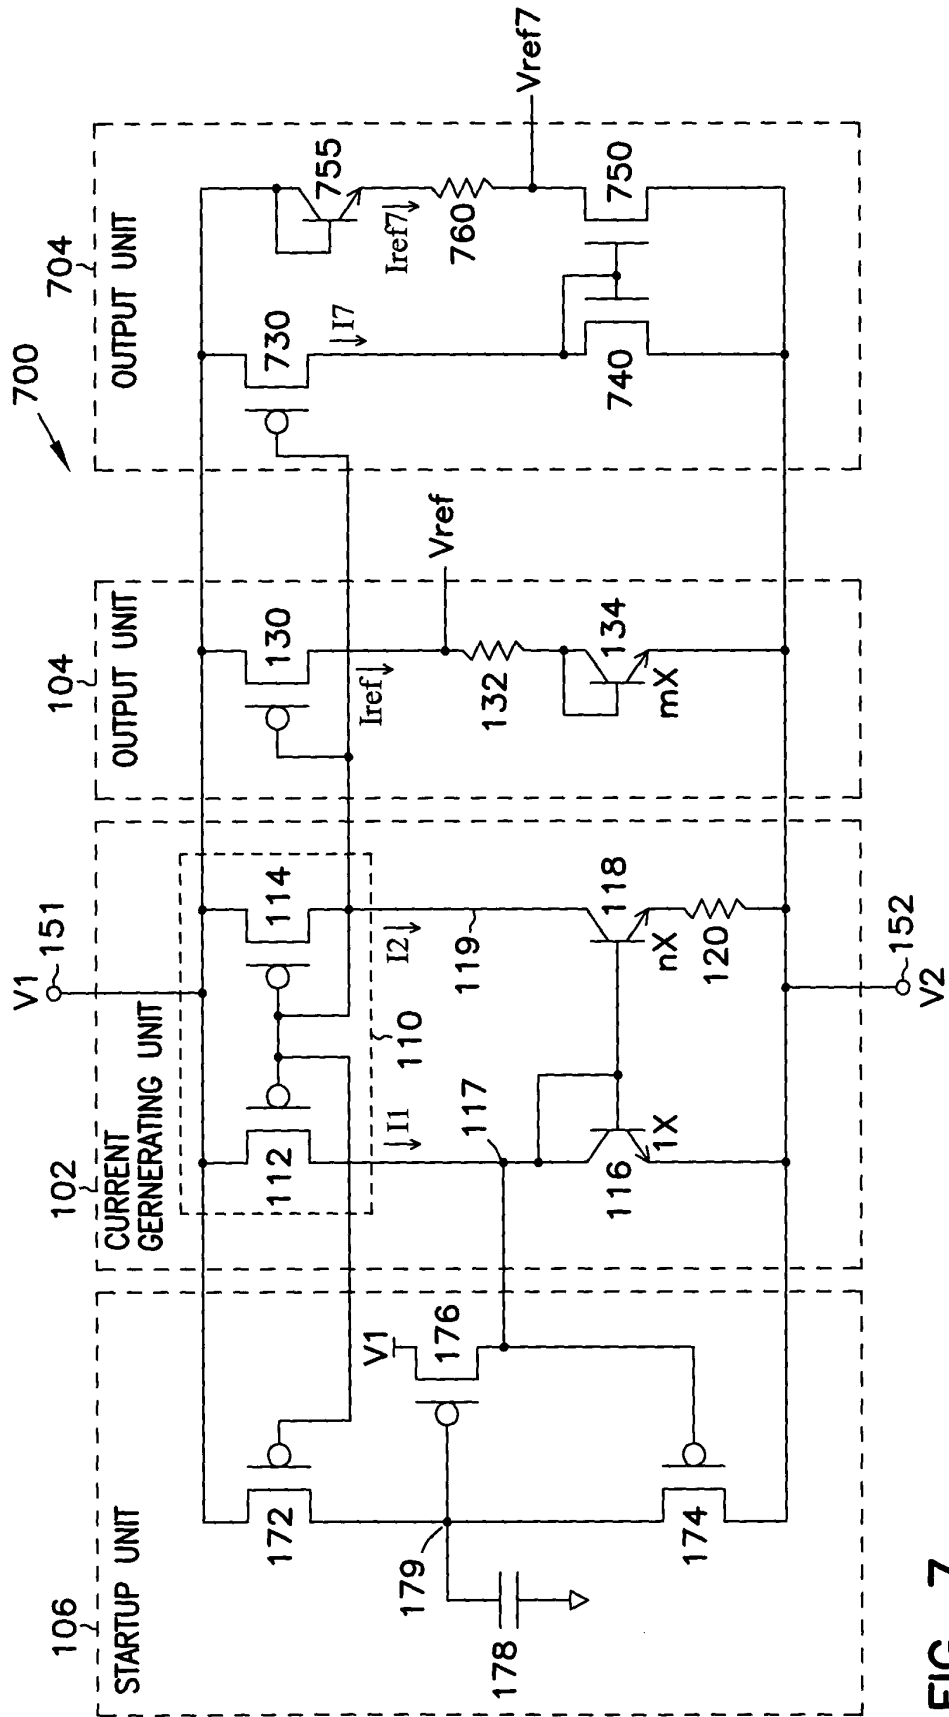 700
V1
151
106
STARTUP UNIT
102
CURRENT
GERNERATING UNIT
104
OUTPUT UNIT
704
OUTPUT UNIT
172
V1
176
179
178
174
112
114
110
I1
I2
117
119
116
1X
118
nX
120
130
Iref
Vref
132
134
mX
730
I7
755
Iref7
760
Vref7
740
750
152
V2
FIG. 7